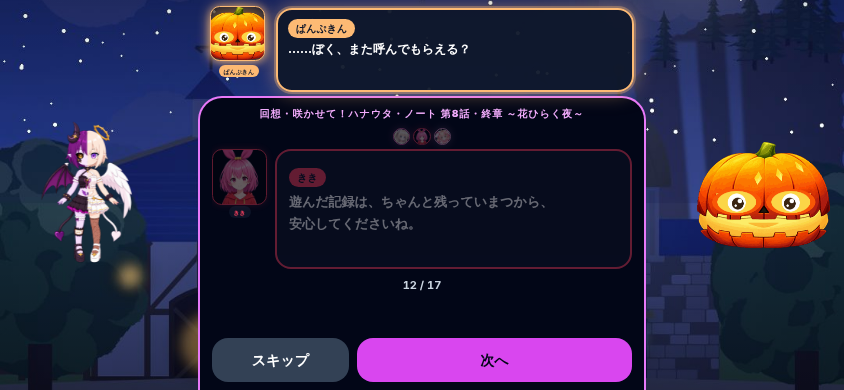 ぱんぷきん
……ぼく、また呼んでもらえる？
ぱんぷきん
回想・咲かせて！ハナウタ・ノート 第8話・終章 ～花ひらく夜～
きき
遊んだ記録は、ちゃんと残っていまつから、
安心してくださいね。
きき
12 / 17
スキップ
次へ